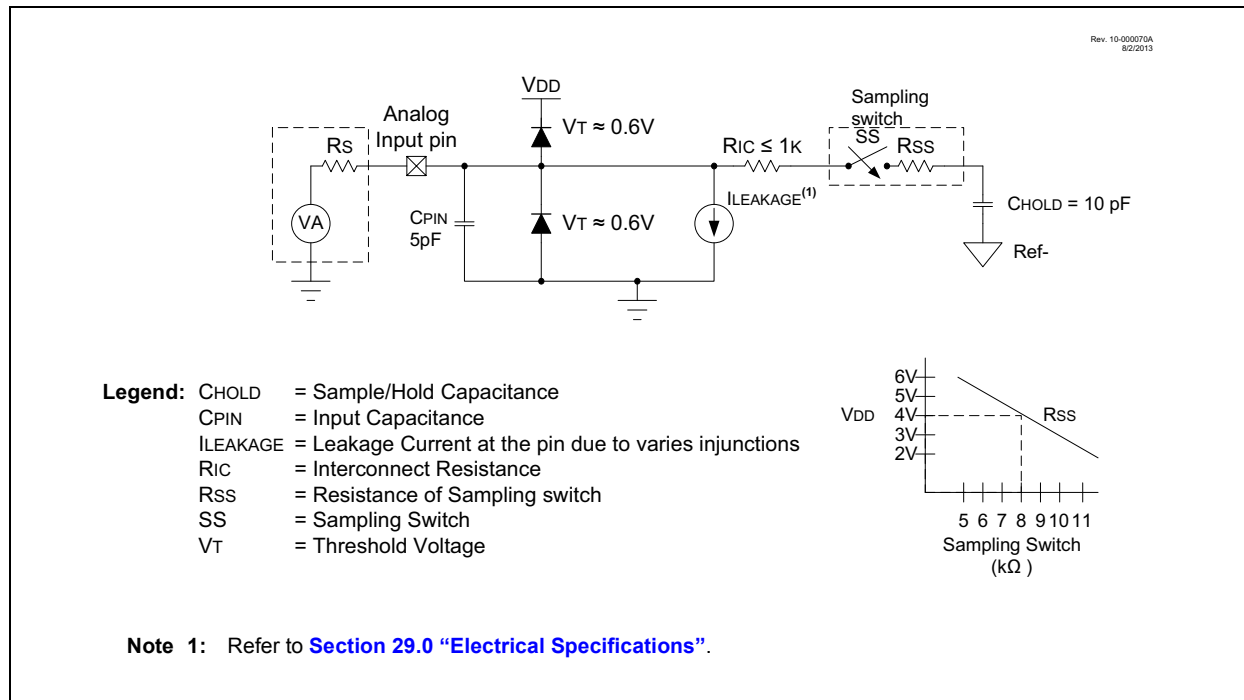 Rev. 10-000070A
8/2/2013
VDD
Analog
Input pin
VT ≈ 0.6V
Sampling
switch
SS
RSS
RS
RIC ≤ 1K
VA
CPIN
5pF
VT ≈ 0.6V
ILEAKAGE(1)
CHOLD = 10 pF
Ref-
Legend: CHOLD = Sample/Hold Capacitance
CPIN = Input Capacitance
ILEAKAGE = Leakage Current at the pin due to varies injunctions
RIC = Interconnect Resistance
RSS = Resistance of Sampling switch
SS = Sampling Switch
VT = Threshold Voltage
6V
5V
VDD 4V RSS
3V
2V
5 6 7 8 9 10 11
Sampling Switch
(kΩ )
Note 1: Refer to Section 29.0 “Electrical Specifications”.